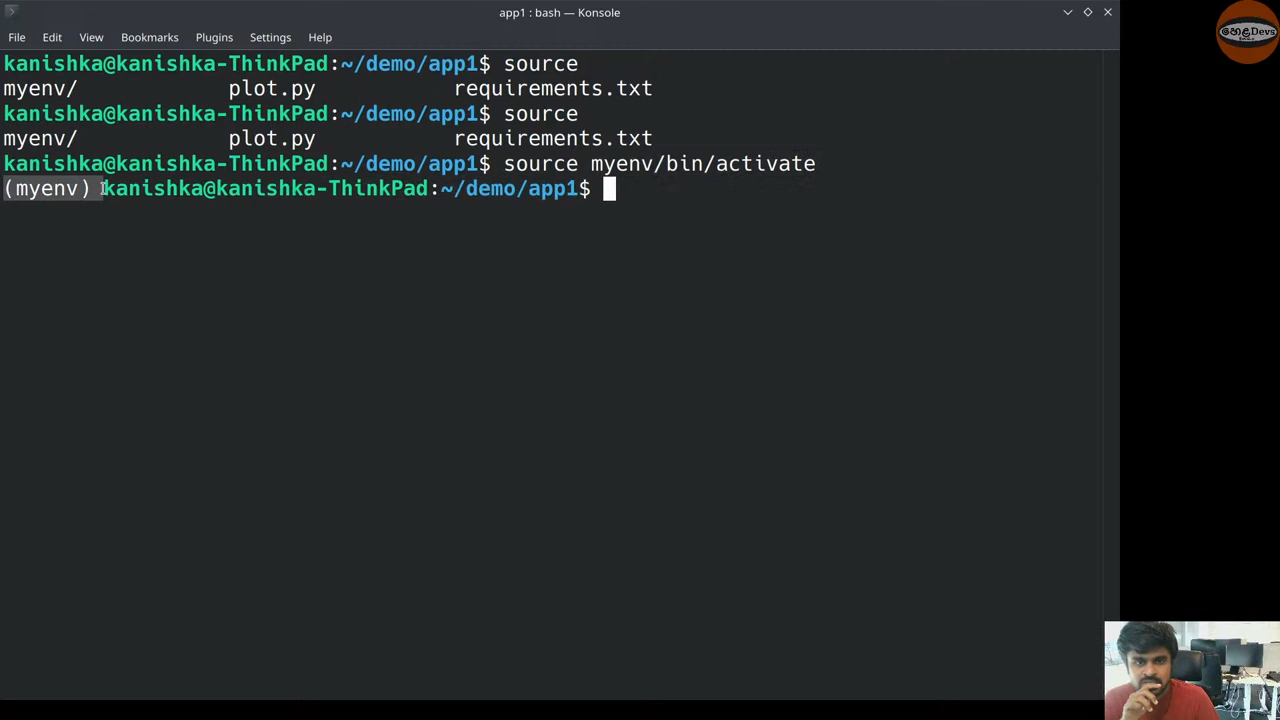 app1 : bash — Konsole
හෙළDevs
File Edit View Bookmarks Plugins Settings Help
kanishka@kanishka-ThinkPad:~/demo/app1$ source
myenv/ plot.py requirements.txt
kanishka@kanishka-ThinkPad:~/demo/app1$ source
myenv/ plot.py requirements.txt
kanishka@kanishka-ThinkPad:~/demo/app1$ source myenv/bin/activate
(myenv) kanishka@kanishka-ThinkPad:~/demo/app1$